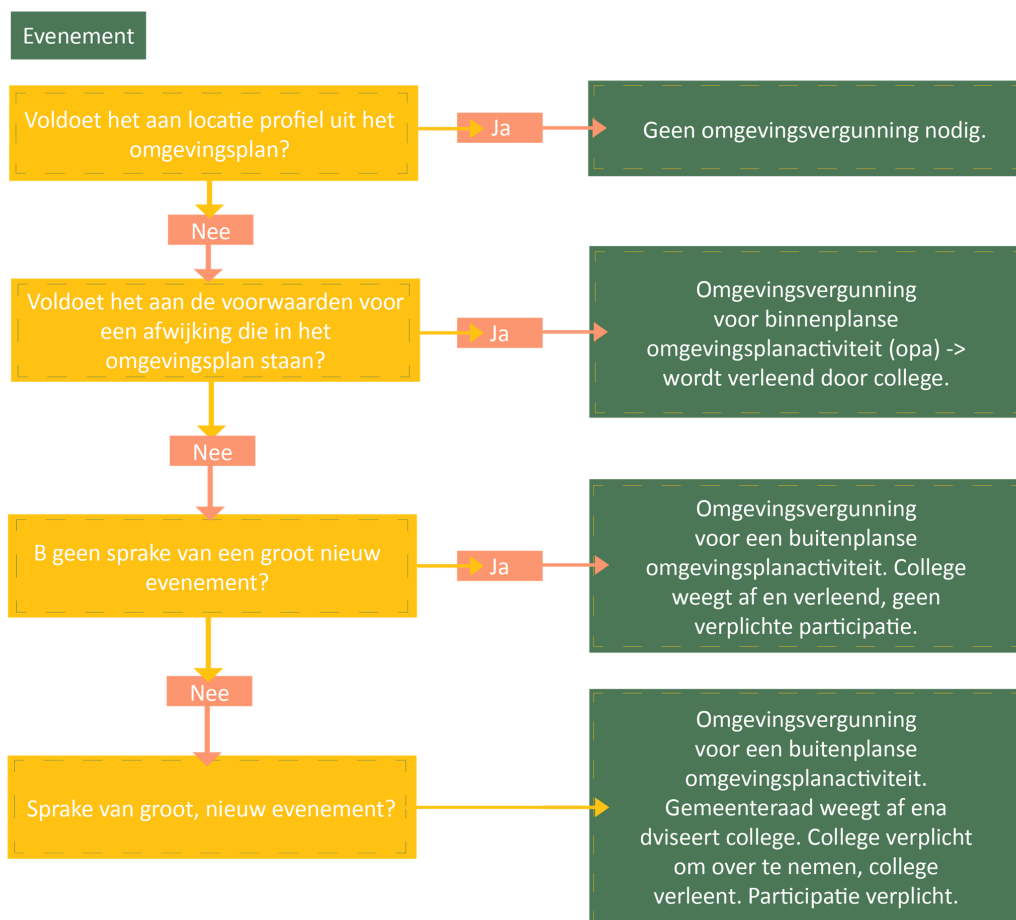 Evenement
Voldoet het aan locatie profiel uit het
omgevingsplan?
Ja
Geen omgevingsvergunning nodig.
Nee
Voldoet het aan de voorwaarden voor
een afwijking die in het
omgevingsplan staan?
Ja
Omgevingsvergunning
voor binnenplanse
omgevingsplanactiviteit (opa) ->
wordt verleend door college.
Nee
B geen sprake van een groot nieuw
evenement?
Ja
Omgevingsvergunning
voor een buitenplanse
omgevingsplanactiviteit. College
weegt af en verleend, geen
verplichte participatie.
Nee
Sprake van groot, nieuw evenement?
Omgevingsvergunning
voor een buitenplanse
omgevingsplanactiviteit.
Gemeenteraad weegt af ena
dviseert college. College verplicht
om over te nemen, college
verleent. Participatie verplicht.